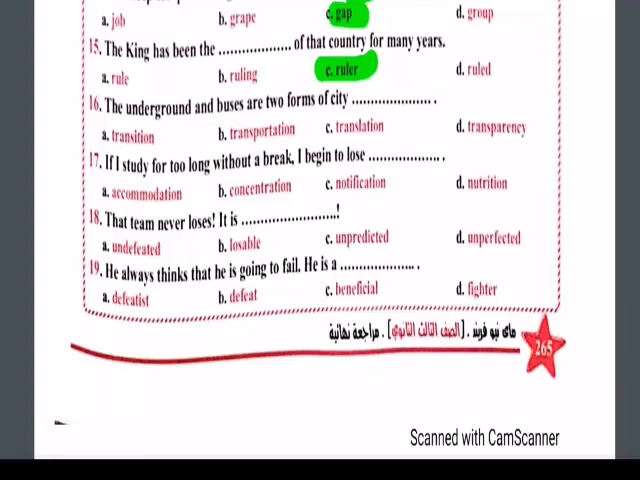 a. job b. grape c. gap d. group
15. The King has been the .................... of that country for many years.
a. rule b. ruling c. ruler d. ruled
16. The underground and buses are two forms of city ...................... .
a. transition b. transportation c. translation d. transparency
17. If I study for too long without a break, I begin to lose .................... .
a. accommodation b. concentration c. notification d. nutrition
18. That team never loses! It is ..........................!
a. undefeated b. losable c. unpredicted d. unperfected
19. He always thinks that he is going to fail. He is a .................... .
a. defeatist b. defeat c. beneficial d. fighter
ماى نيو فريند . [الصف الثالث الثانوي] . مراجعة نهائية
265
Scanned with CamScanner